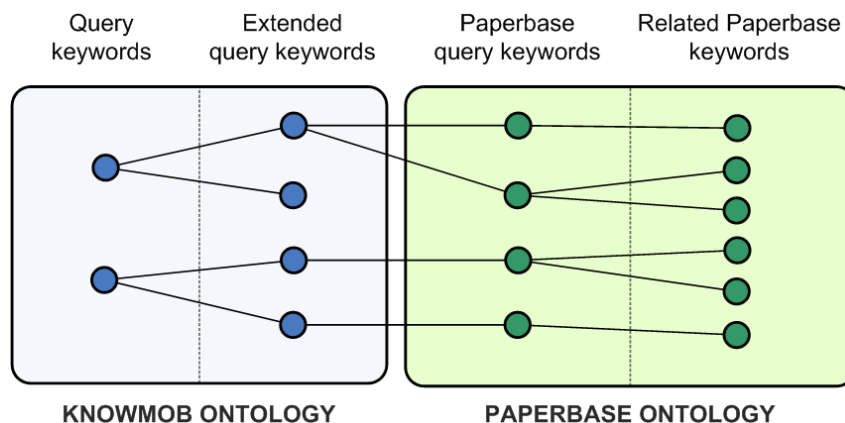 Query
keywords
Extended
query keywords
Paperbase
query keywords
Related Paperbase
keywords
KNOWMOB ONTOLOGY
PAPERBASE ONTOLOGY